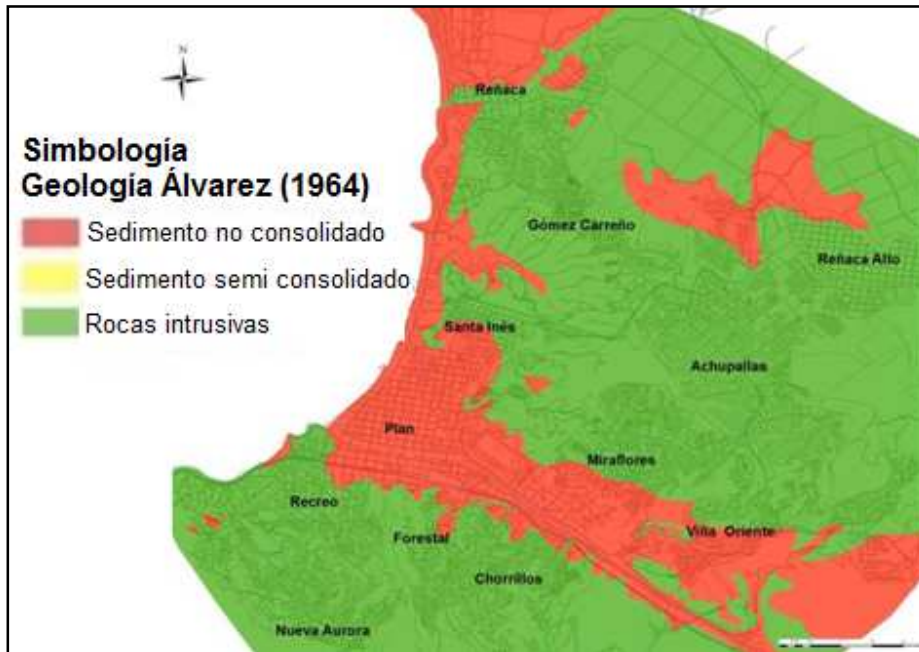 N
Simbología
Geología Álvarez (1964)
Sedimento no consolidado
Sedimento semi consolidado
Rocas intrusivas
Reñaca
Gómez Carreño
Reñaca Alto
Santa Inés
Achupallas
Plan
Miraflores
Recreo
Viña Oriente
Forestal
Chorrillos
Nueva Aurora